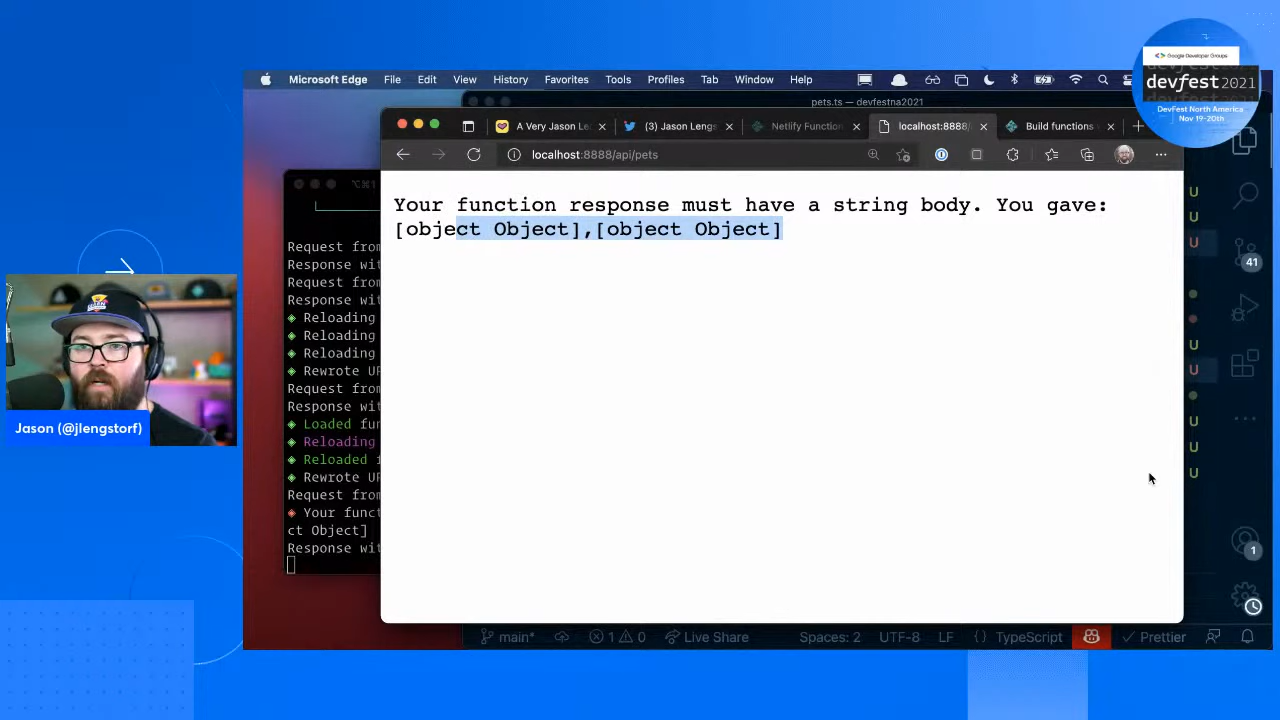 Google Developer Groups
devfest 2021
DevFest North America
Nov 19-20th
Microsoft Edge File Edit View History Favorites Tools Profiles Tab Window Help
pets.ts — devfestna2021
A Very Jason Le
(3) Jason Lengs
Netlify Function
localhost:8888/
Build functions
localhost:8888/api/pets
Your function response must have a string body. You gave:
[object Object],[object Object]
Request from
Response wit
Request from
Response wit
Reloading
Reloading
Reloading
Rewrote UR
Request from
Response wit
Loaded fun
Reloading
Reloaded f
Rewrote UR
Request from
Your funct
ct Object]
Response wit
U
U
U
41
U
U
U
U
U
1
Jason (@jlengstorf)
main* 1 0 Live Share Spaces: 2 UTF-8 LF {} TypeScript Prettier